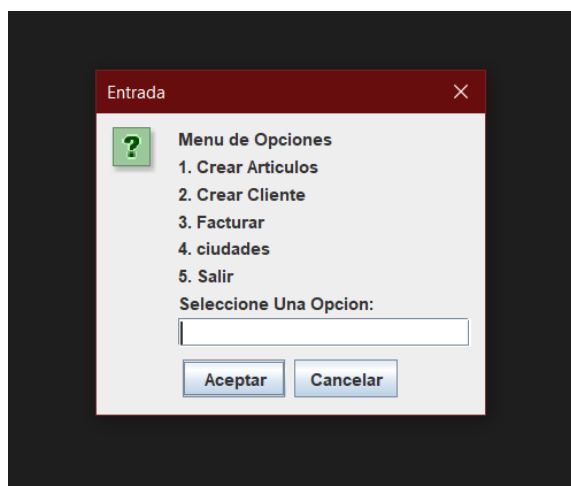 Entrada
?
Menu de Opciones
1. Crear Articulos
2. Crear Cliente
3. Facturar
4. ciudades
5. Salir
Seleccione Una Opcion:
Aceptar Cancelar